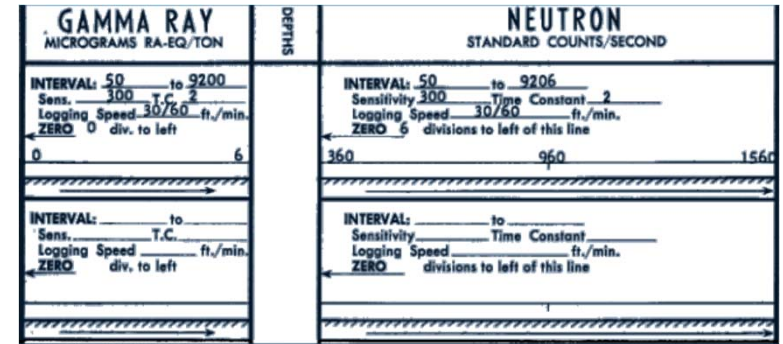 GAMMA RAY
MICROGRAMS RA-EQ/TON
INTERVAL: 50 to 9200
Sens. 300 T.C. 2
Logging Speed 30/60 ft./min.
ZERO 0 div. to left
0 6
INTERVAL: to
Sens. T.C.
Logging Speed ft./min.
ZERO div. to left
DEPTHS
NEUTRON
STANDARD COUNTS/SECOND
INTERVAL: 50 to 9206
Sensitivity 300 Time Constant 2
Logging Speed 30/60 ft./min.
ZERO 6 divisions to left of this line
360 960 1560
INTERVAL: to
Sensitivity Time Constant
Logging Speed ft./min.
ZERO divisions to left of this line